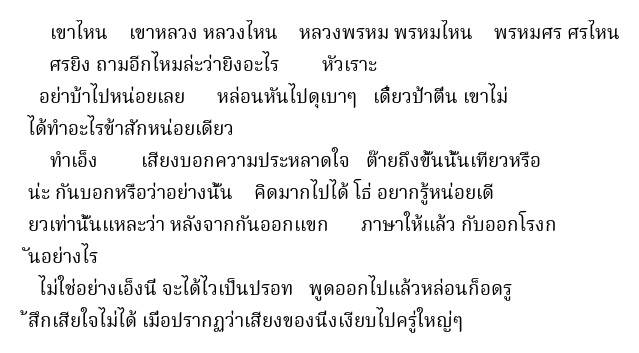 เขาไหน เขาหลวง หลวงไหน หลวงพรหม พรหมไหน พรหมศร ศรไหน
ศรยิง ถามอีกไหมล่ะว่ายิงอะไร หัวเราะ
อย่าบ้าไปหน่อยเลย หล่อนหันไปดุเบาๆ เดี๋ยวป้าตื่น เขาไม่
ได้ทำอะไรข้าสักหน่อยเดียว
ทำเอ็ง เสียงบอกความประหลาดใจ ต๊ายถึงขั้นนั้นเทียวหรือ
น่ะ กันบอกหรือว่าอย่างนั้น คิดมากไปได้ โธ่ อยากรู้หน่อยเดี
ยวเท่านั้นแหละว่า หลังจากกันออกแขก ภาษาให้แล้ว กับออกโรงก
ันอย่างไร
ไม่ใช่อย่างเอ็งนี่ จะได้ไวเป็นปรอท พูดออกไปแล้วหล่อนก็อดรู
้สึกเสียใจไม่ได้ เมื่อปรากฏว่าเสียงของนึ่งเงียบไปครู่ใหญ่ๆ